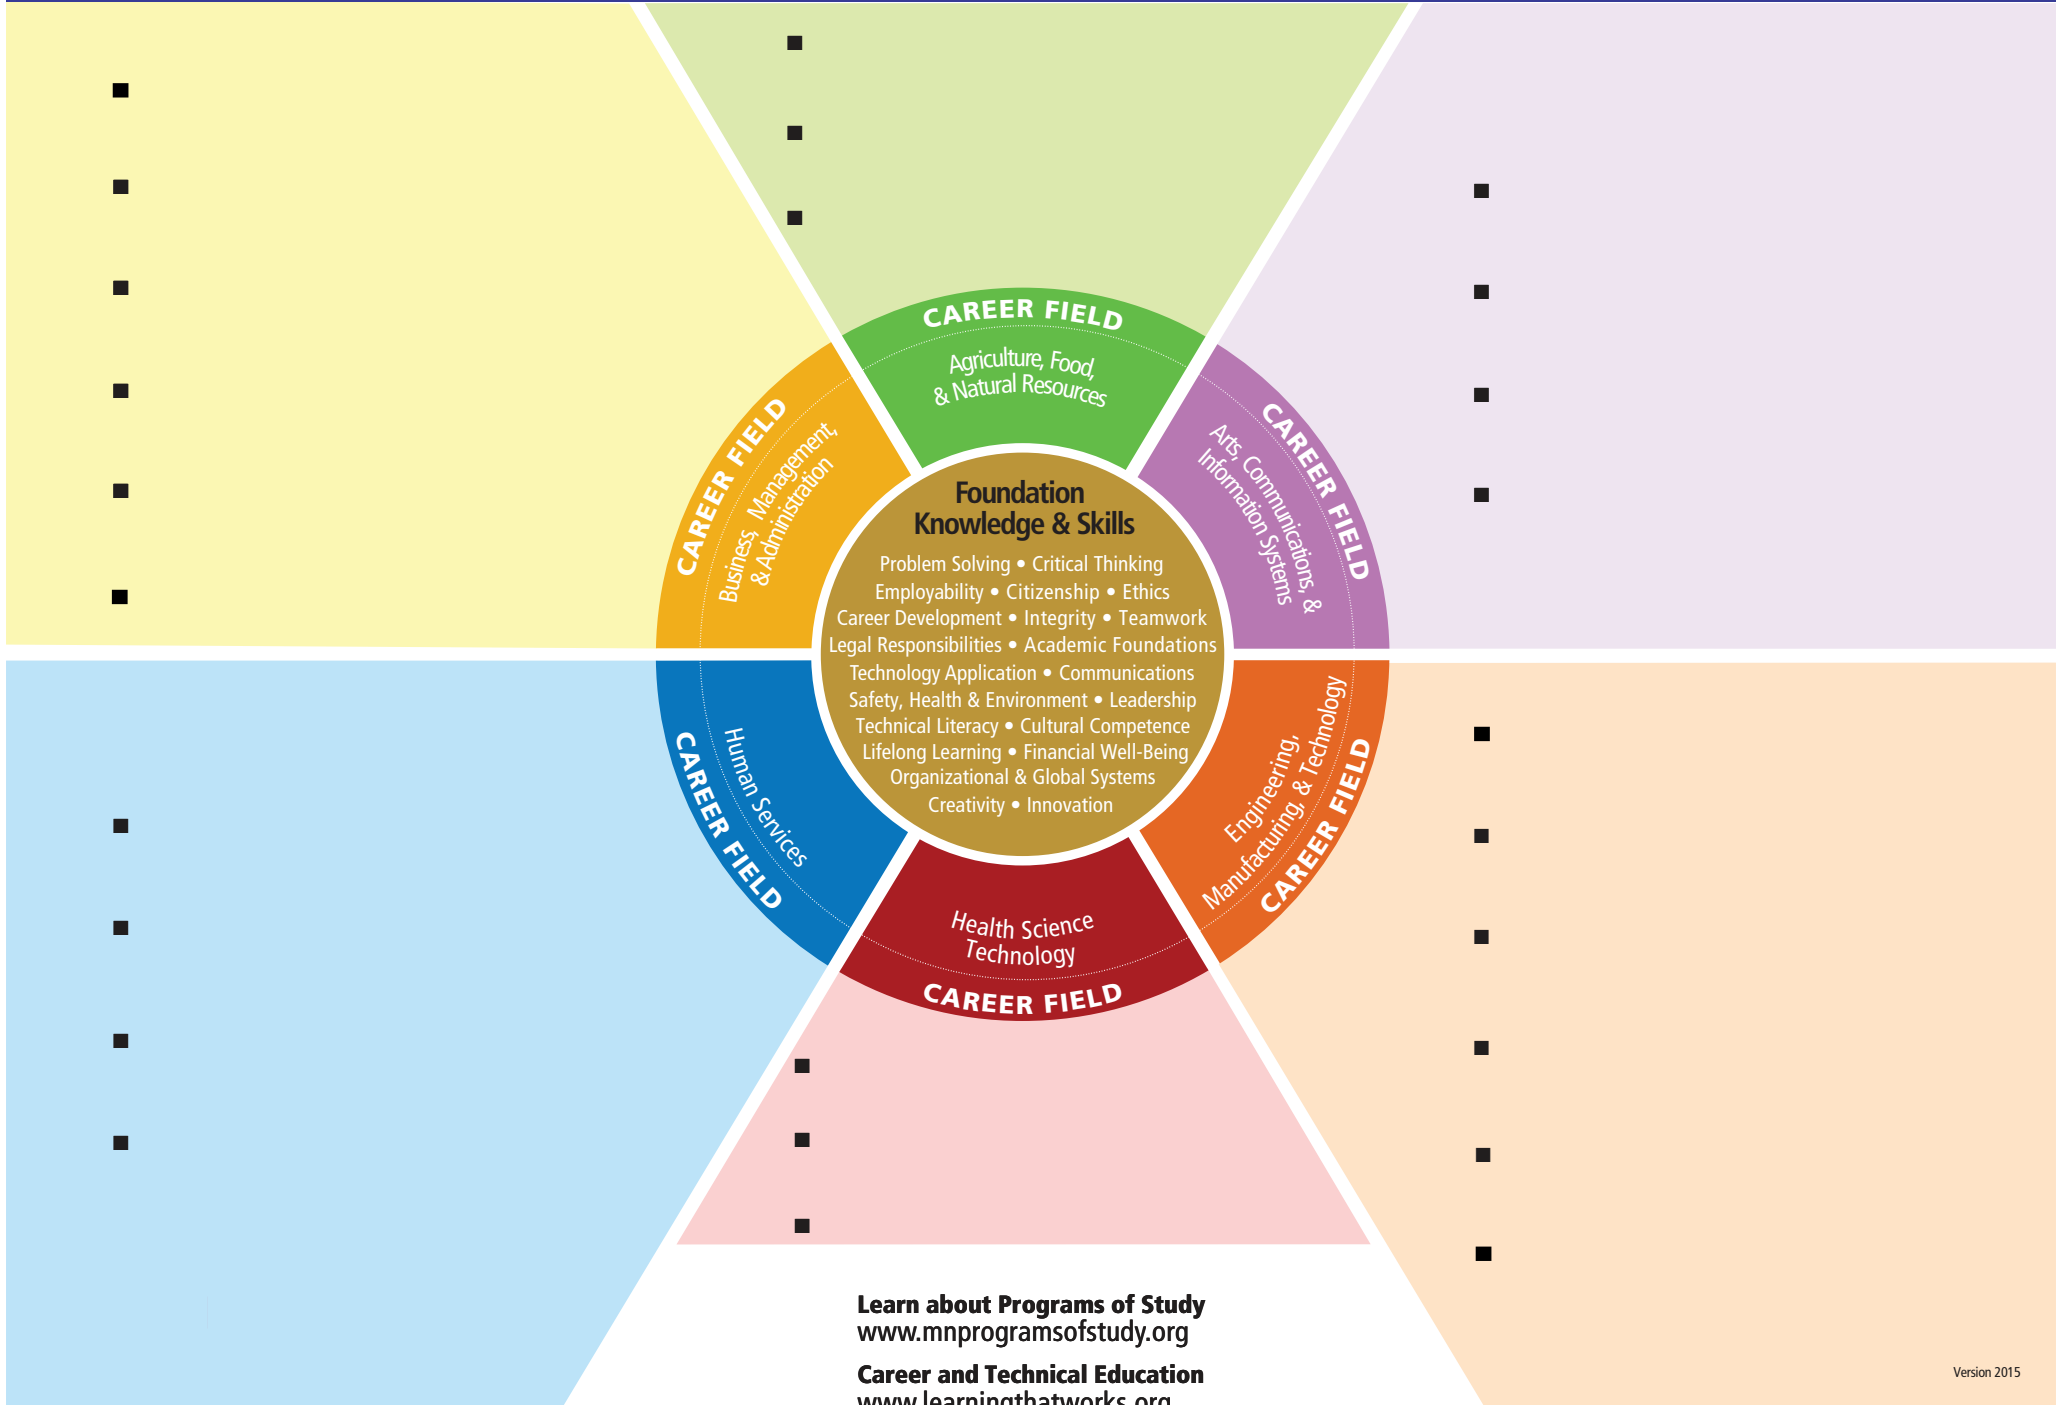 CAREER FIELD
Agriculture, Food,
& Natural Resources
CAREER FIELD
Business, Management,
& Administration
CAREER FIELD
Arts, Communications, &
Information Systems
Foundation
Knowledge & Skills
Problem Solving • Critical Thinking
Employability • Citizenship • Ethics
Career Development • Integrity • Teamwork
Legal Responsibilities • Academic Foundations
Technology Application • Communications
Safety, Health & Environment • Leadership
Technical Literacy • Cultural Competence
Lifelong Learning • Financial Well-Being
Organizational & Global Systems
Creativity • Innovation
Human Services
CAREER FIELD
Engineering,
Manufacturing, & Technology
CAREER FIELD
Health Science
Technology
CAREER FIELD
Learn about Programs of Study
www.mnprogramsofstudy.org
Career and Technical Education
www.learningthatworks.org
Version 2015